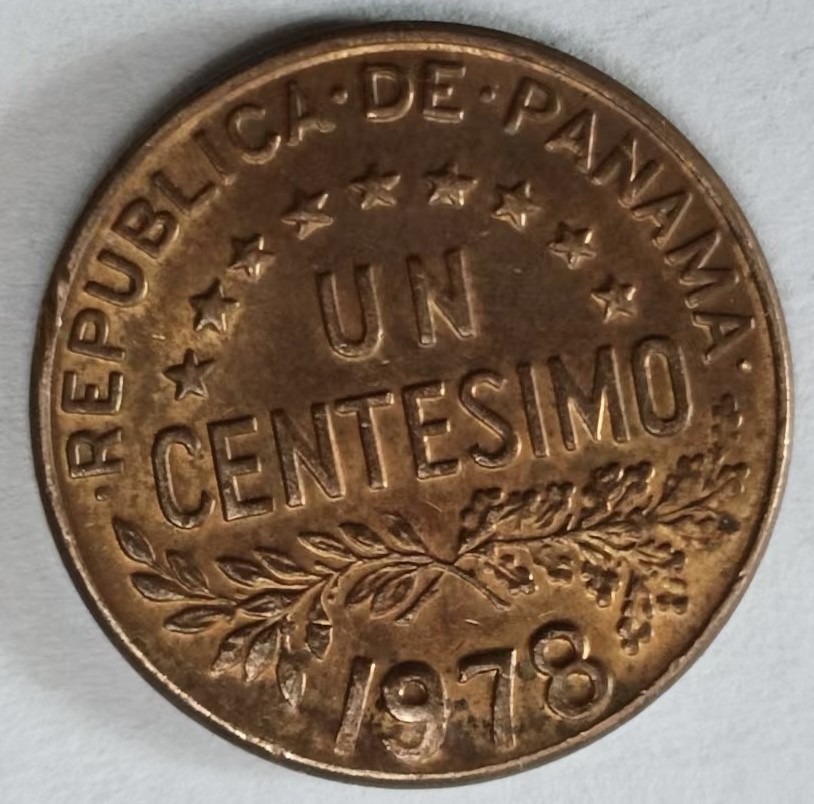 ·REPUBLICA·DE·PANAMA·
UN
CENTESIMO
1978